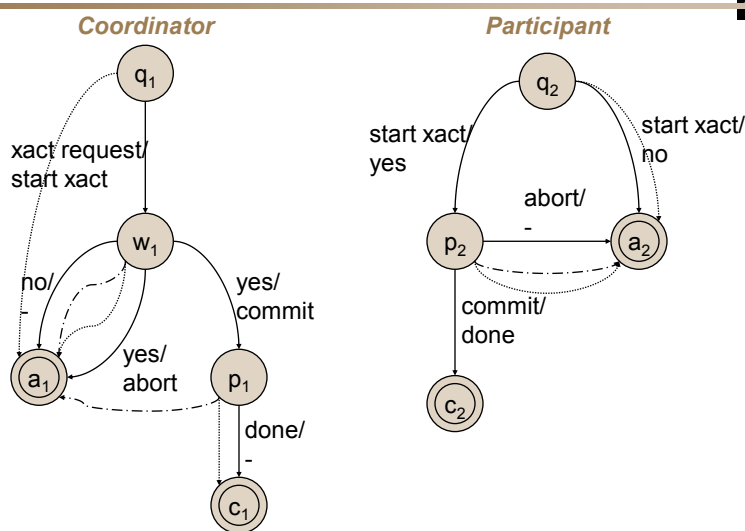 Coordinator
q1
xact request/
start xact
w1
no/
-
yes/
abort
yes/
commit
a1
p1
done/
-
c1
Participant
q2
start xact/
yes
start xact/
no
abort/
-
p2
a2
commit/
done
c2